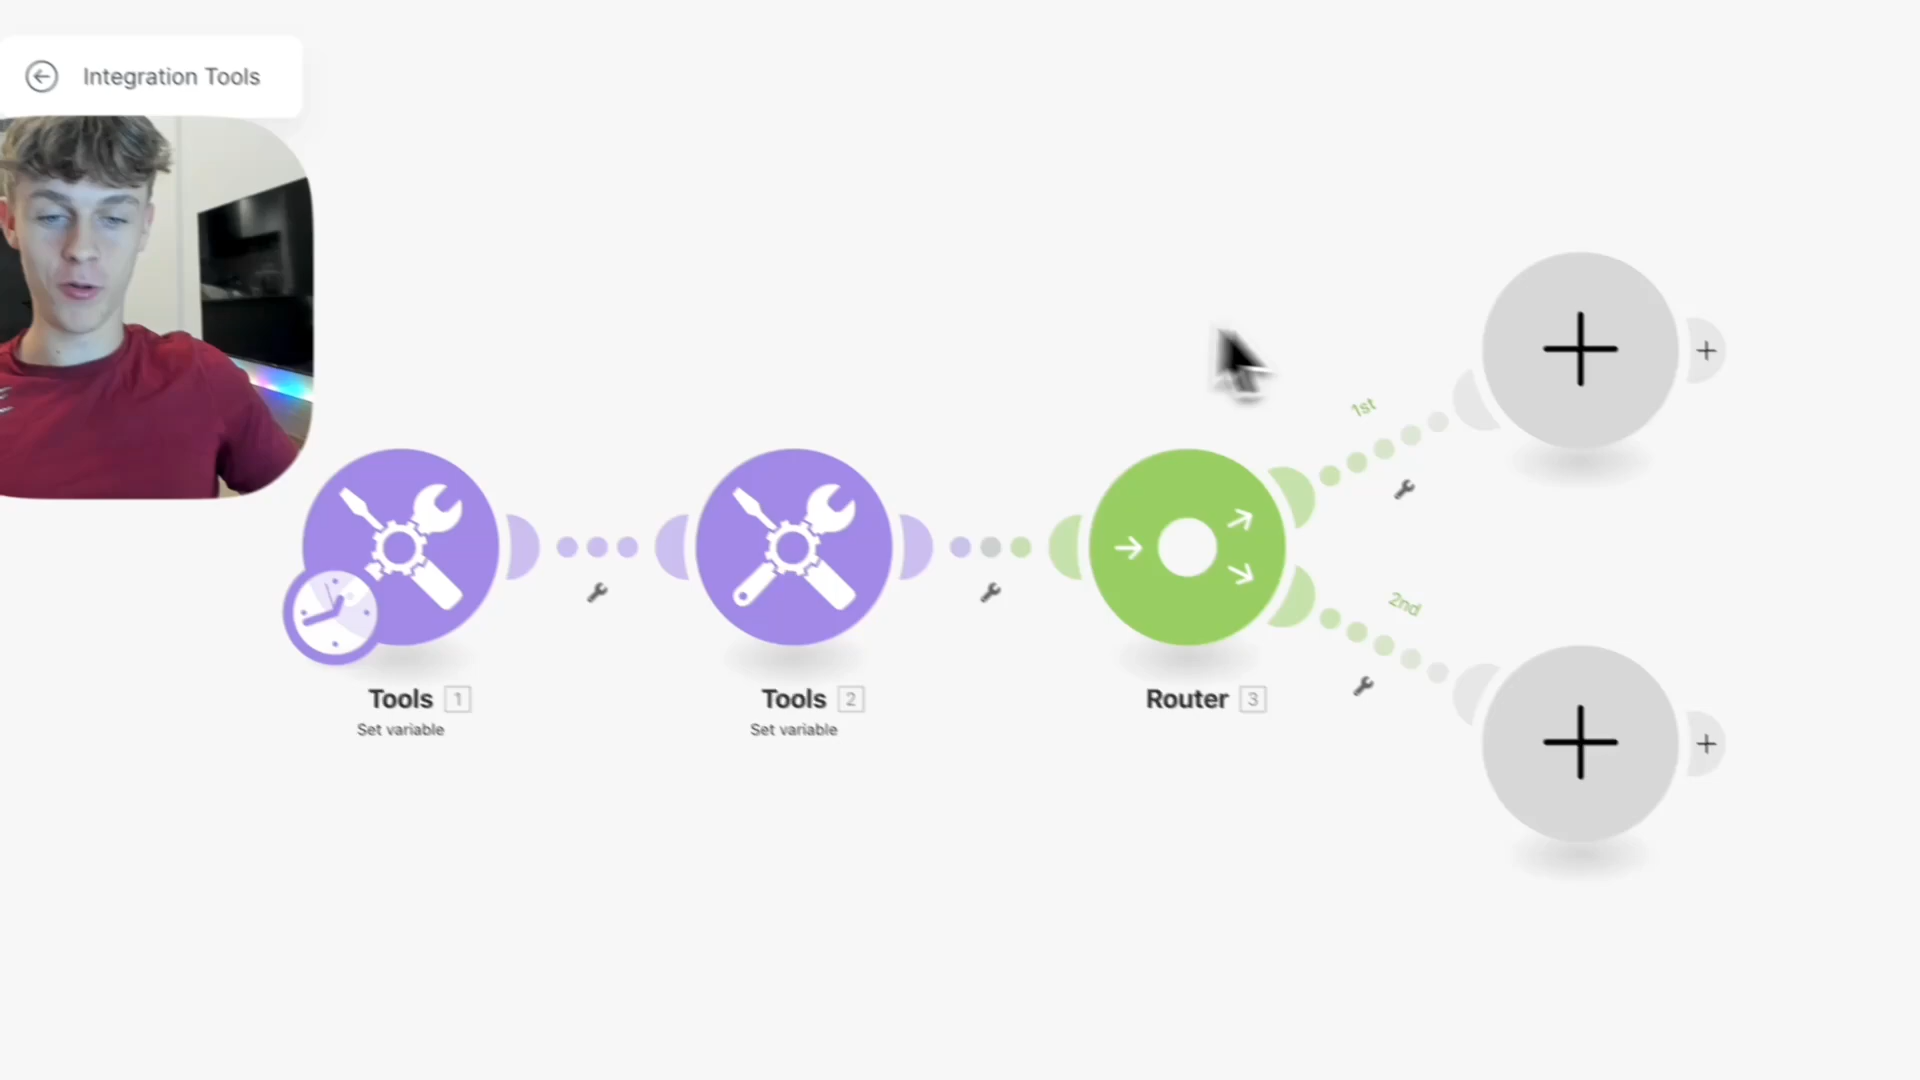 Integration Tools
1st
2nd
Tools 1
Set variable
Tools 2
Set variable
Router 3